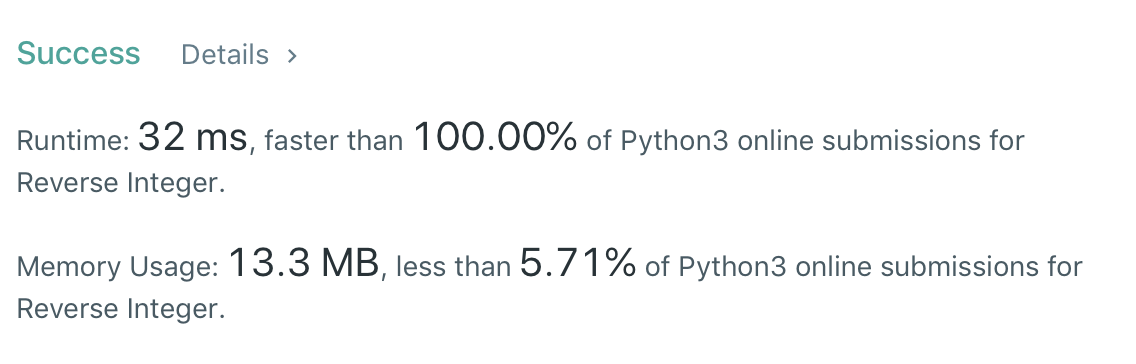 Success Details >
Runtime: 32 ms, faster than 100.00% of Python3 online submissions for
Reverse Integer.
Memory Usage: 13.3 MB, less than 5.71% of Python3 online submissions for
Reverse Integer.